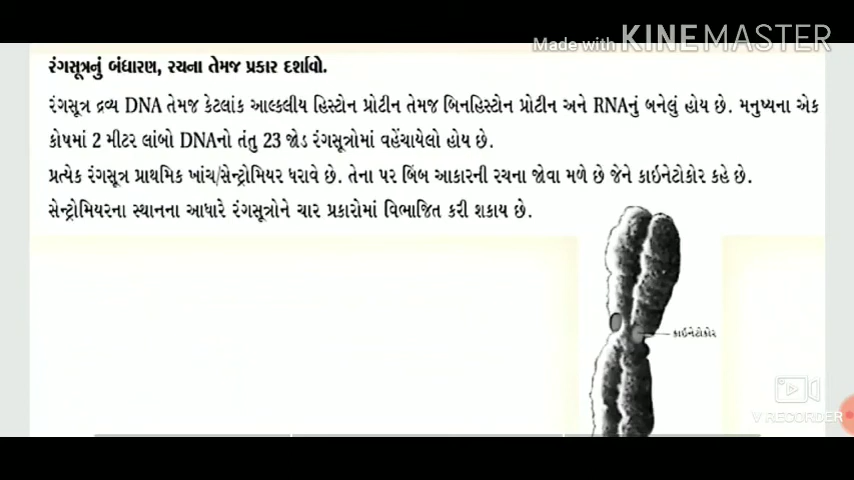 Made with KINEMASTER
રંગસૂત્રનું બંધારણ, રચના તેમજ પ્રકાર દર્શાવો.
રંગસૂત્ર દ્રવ્ય DNA તેમજ કેટલાંક આલ્કલીય હિસ્ટોન પ્રોટીન તેમજ બિનહિસ્ટોન પ્રોટીન અને RNAનું બનેલું હોય છે. મનુષ્યના એક
કોષમાં 2 મીટર લાંબો DNAનો તંતુ 23 જોડ રંગસૂત્રોમાં વહેંચાયેલો હોય છે.
પ્રત્યેક રંગસૂત્ર પ્રાથમિક ખાંચ/સેન્ટ્રોમિયર ધરાવે છે. તેના પર બિંબ આકારની રચના જોવા મળે છે જેને કાઇનેટોકોર કહે છે.
સેન્ટ્રોમિયરના સ્થાનના આધારે રંગસૂત્રોને ચાર પ્રકારોમાં વિભાજિત કરી શકાય છે.
કાઇનેટોકોર
V RECORDER